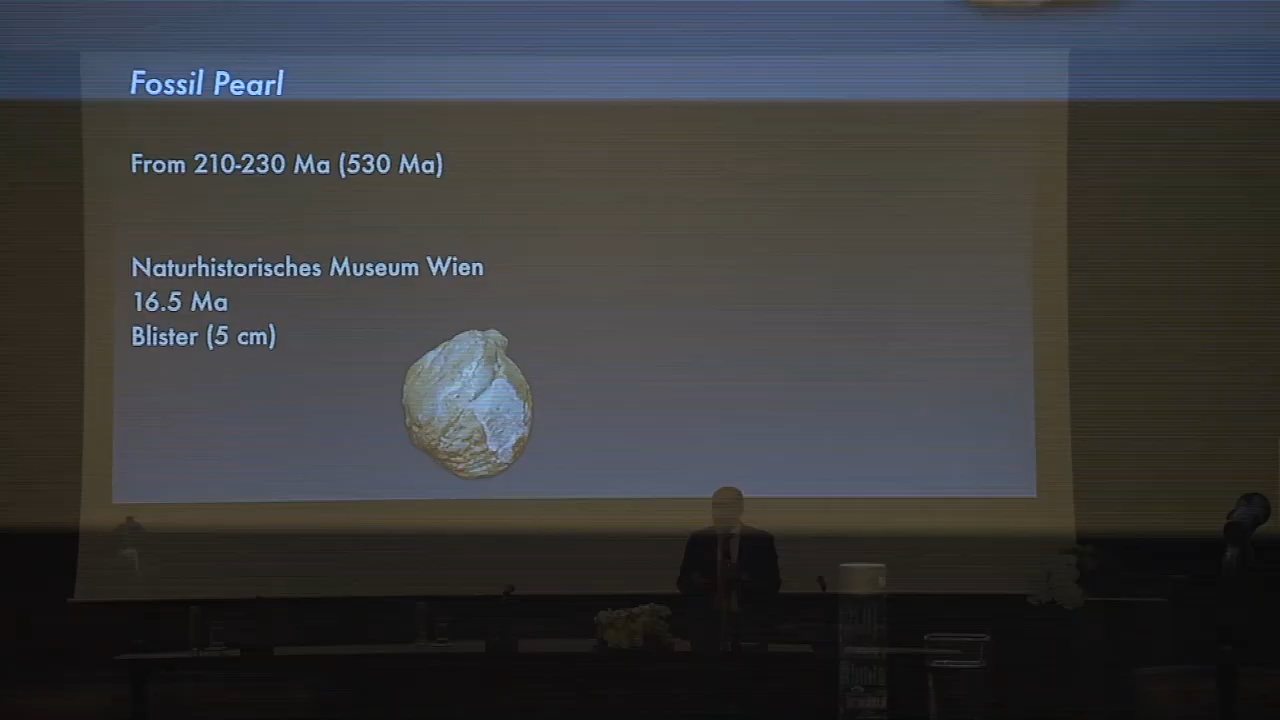 Fossil Pearl
From 210-230 Ma (530 Ma)
Naturhistorisches Museum Wien
16.5 Ma
Blister (5 cm)